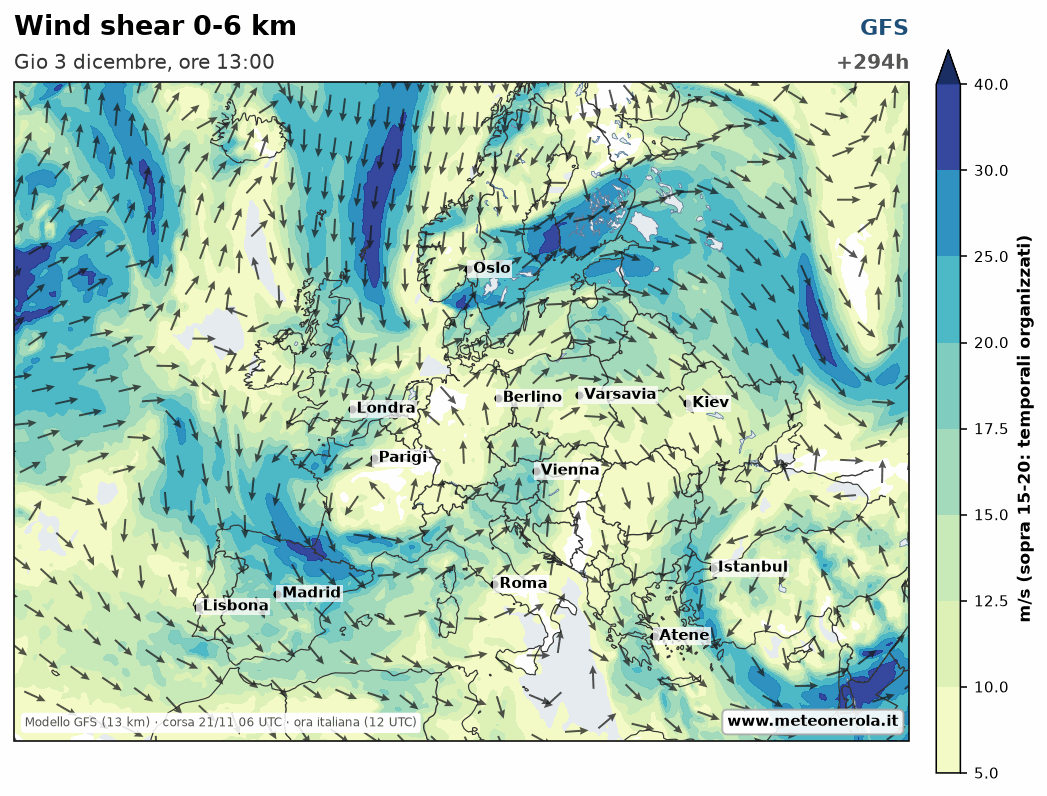 Wind shear 0-6 km
GFS
Gio 3 dicembre, ore 13:00
+294h
40.0
30.0
25.0
20.0
17.5
15.0
12.5
10.0
5.0
m/s (sopra 15-20: temporali organizzati)
Oslo
Berlino
Varsavia
Kiev
Londra
Parigi
Vienna
Istanbul
Roma
Madrid
Lisbona
Atene
Modello GFS (13 km) · corsa 21/11 06 UTC · ora italiana (12 UTC)
www.meteonerola.it